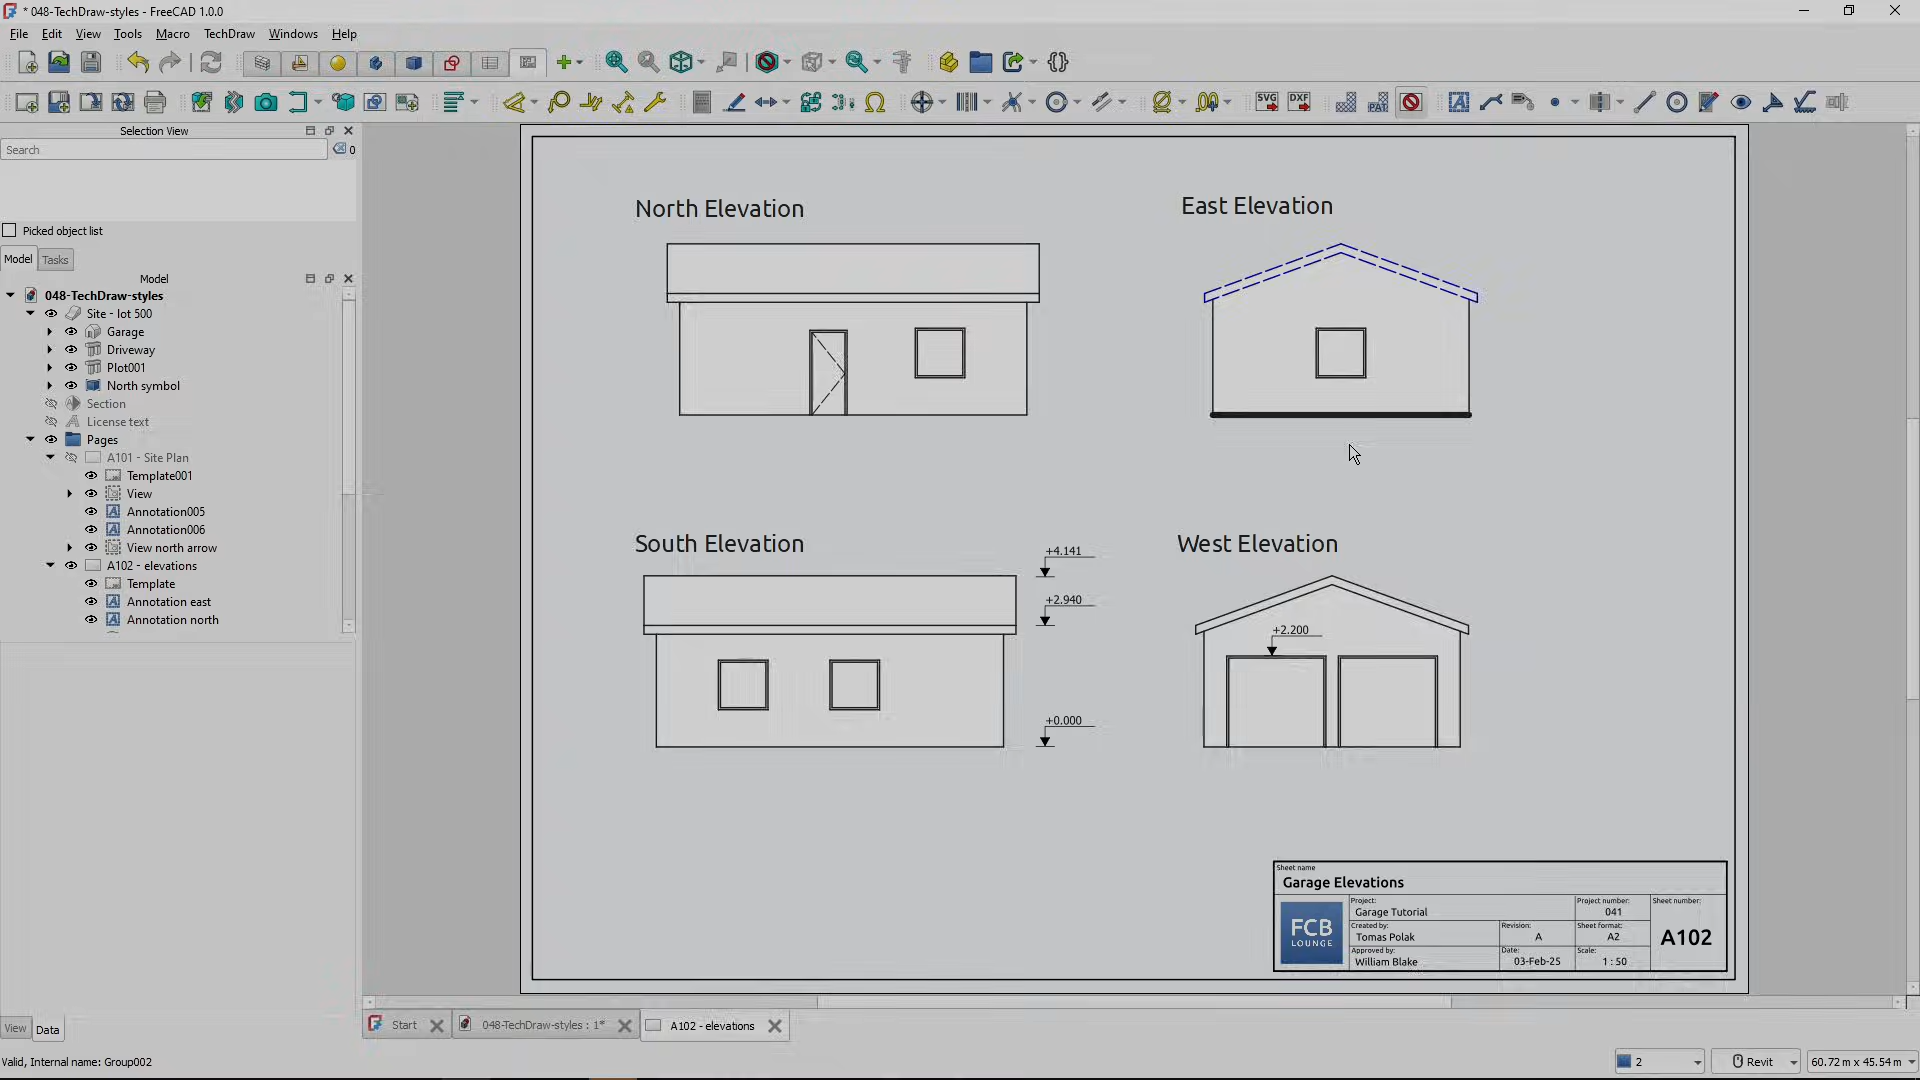 * 048-TechDraw-styles - FreeCAD 1.0.0
File Edit View Tools Macro TechDraw Windows Help
SVG DXF PAT
Selection View
Search
0
Picked object list
Model Tasks
Model
048-TechDraw-styles
Site - lot 500
Garage
Driveway
Plot001
North symbol
Section
License text
Pages
A101 - Site Plan
Template001
View
Annotation005
Annotation006
View north arrow
A102 - elevations
Template
Annotation east
Annotation north
North Elevation
East Elevation
South Elevation
West Elevation
+4.141
+2.940
+2.200
+0.000
Sheet name
Garage Elevations
FCB
LOUNGE
Project:
Garage Tutorial
Project number:
041
Sheet number:
A102
Created by:
Tomas Polak
Revision:
A
Sheet format:
A2
Approved by:
William Blake
Date:
03-Feb-25
Scale:
1 : 50
View Data
Start
048-TechDraw-styles : 1*
A102 - elevations
Valid, Internal name: Group002
2
Revit
60.72 m x 45.54 m